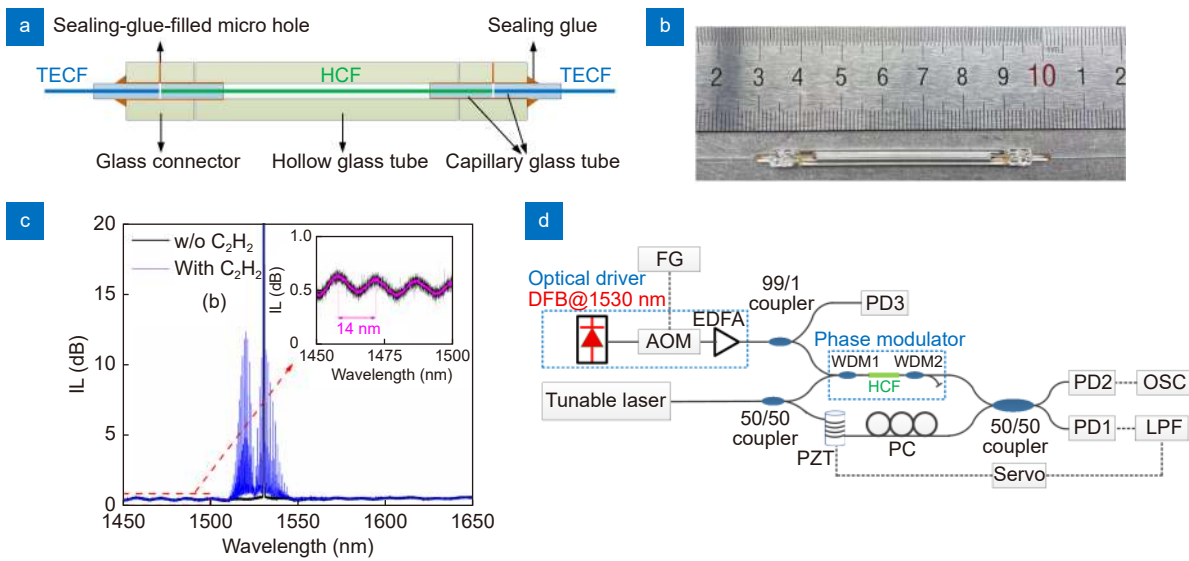 a
Sealing-glue-filled micro hole
Sealing glue
TECF
HCF
TECF
Glass connector
Hollow glass tube
Capillary glass tube
b
2 3 4 5 6 7 8 9 10 1 2
c
20
15
10
5
0
IL (dB)
w/o C₂H₂
With C₂H₂
(b)
1.0
0.5
0
IL (dB)
14 nm
1450 1475 1500
Wavelength (nm)
1450 1500 1550 1600 1650
Wavelength (nm)
d
FG
Optical driver
DFB@1530 nm
99/1
coupler
PD3
EDFA
AOM
Phase modulator
WDM1
WDM2
HCF
Tunable laser
50/50
coupler
PZT
PC
50/50
coupler
PD2
OSC
PD1
LPF
Servo